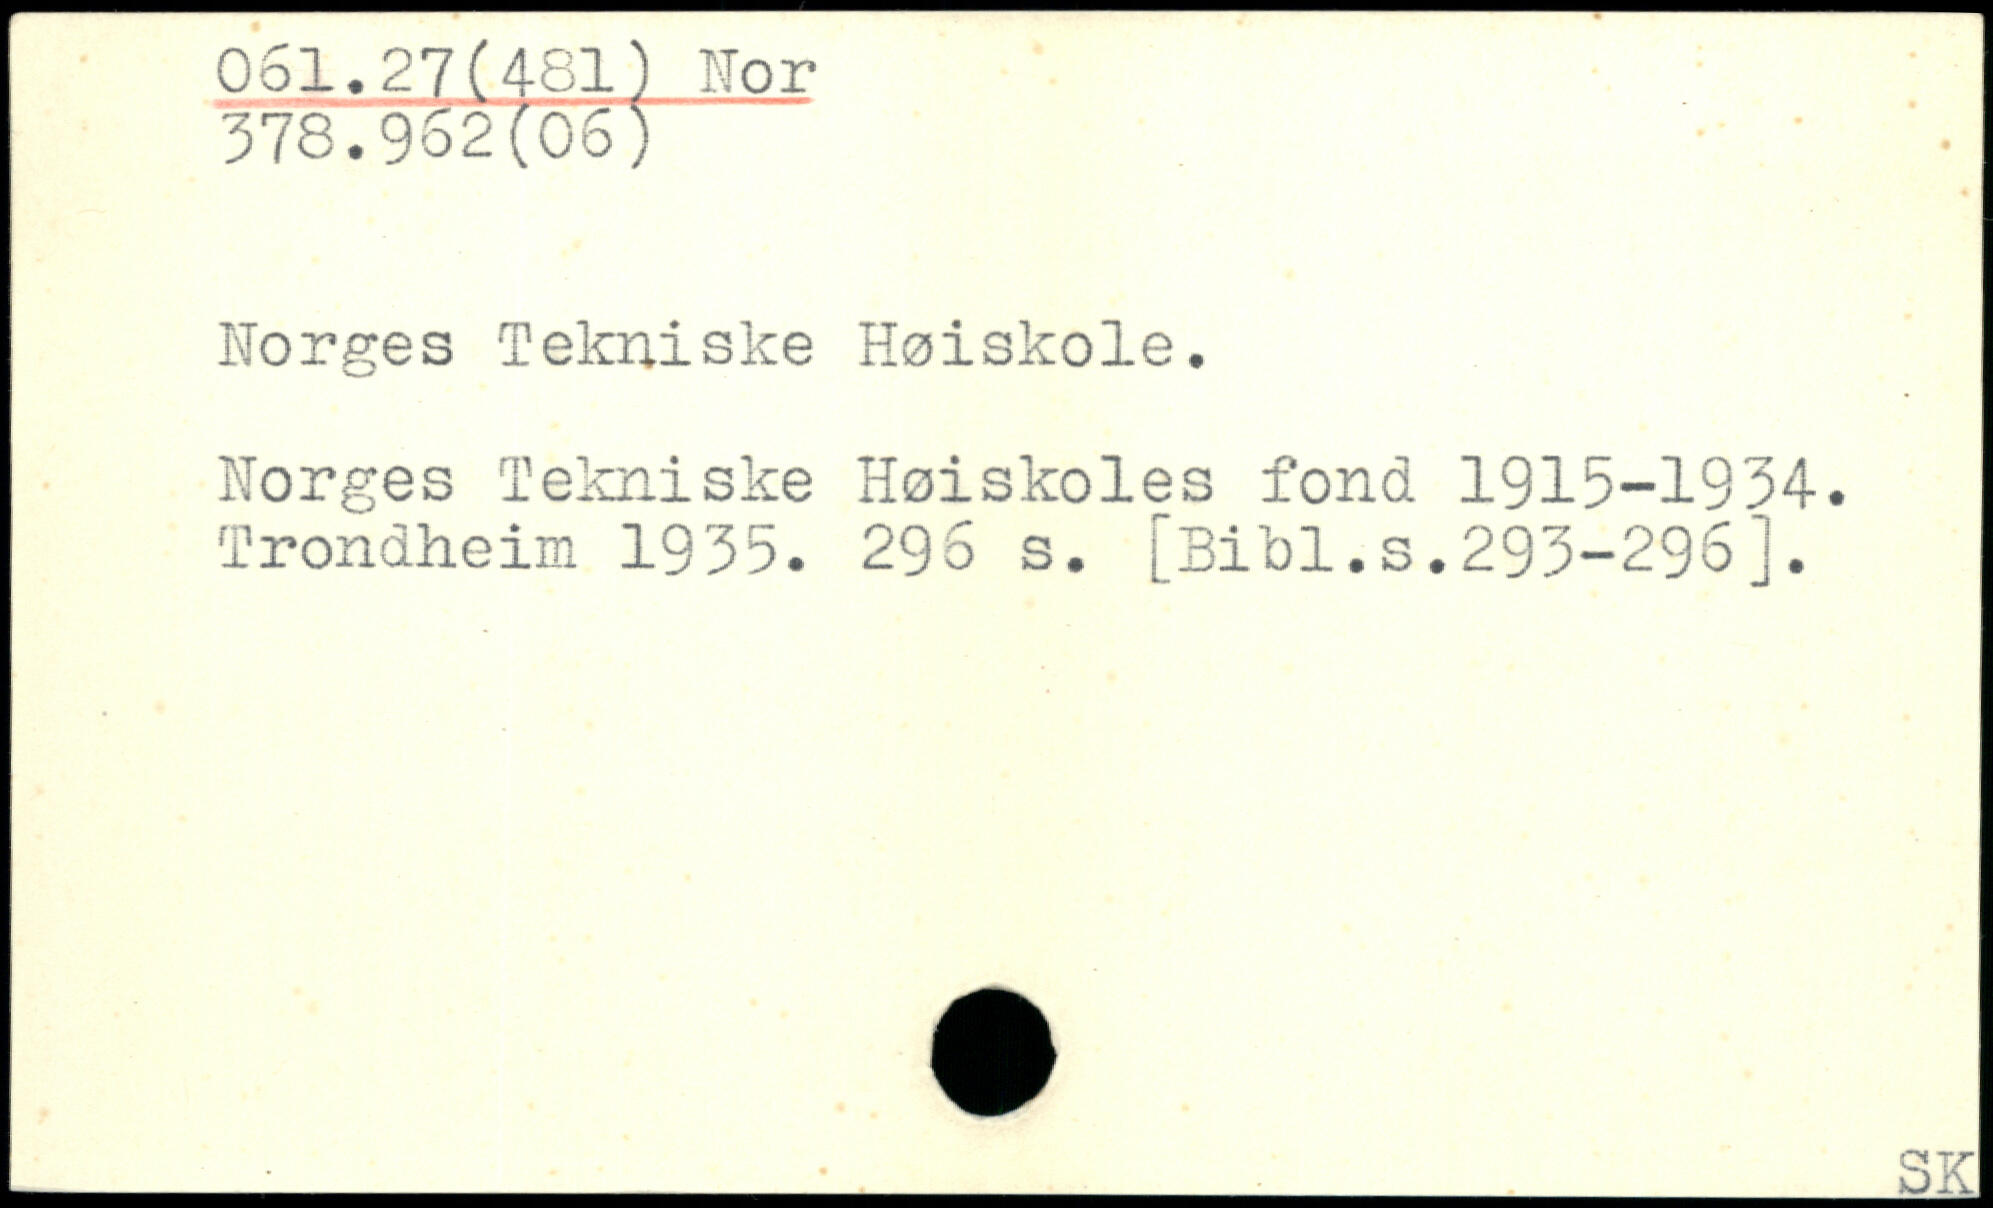 061.27(481) Nor
378.962(06)
Norges Tekniske Høiskole.
Norges Tekniske Høiskoles fond 1915-1934.
Trondheim 1935. 296 s. [Bibl.s.293-296].
SK